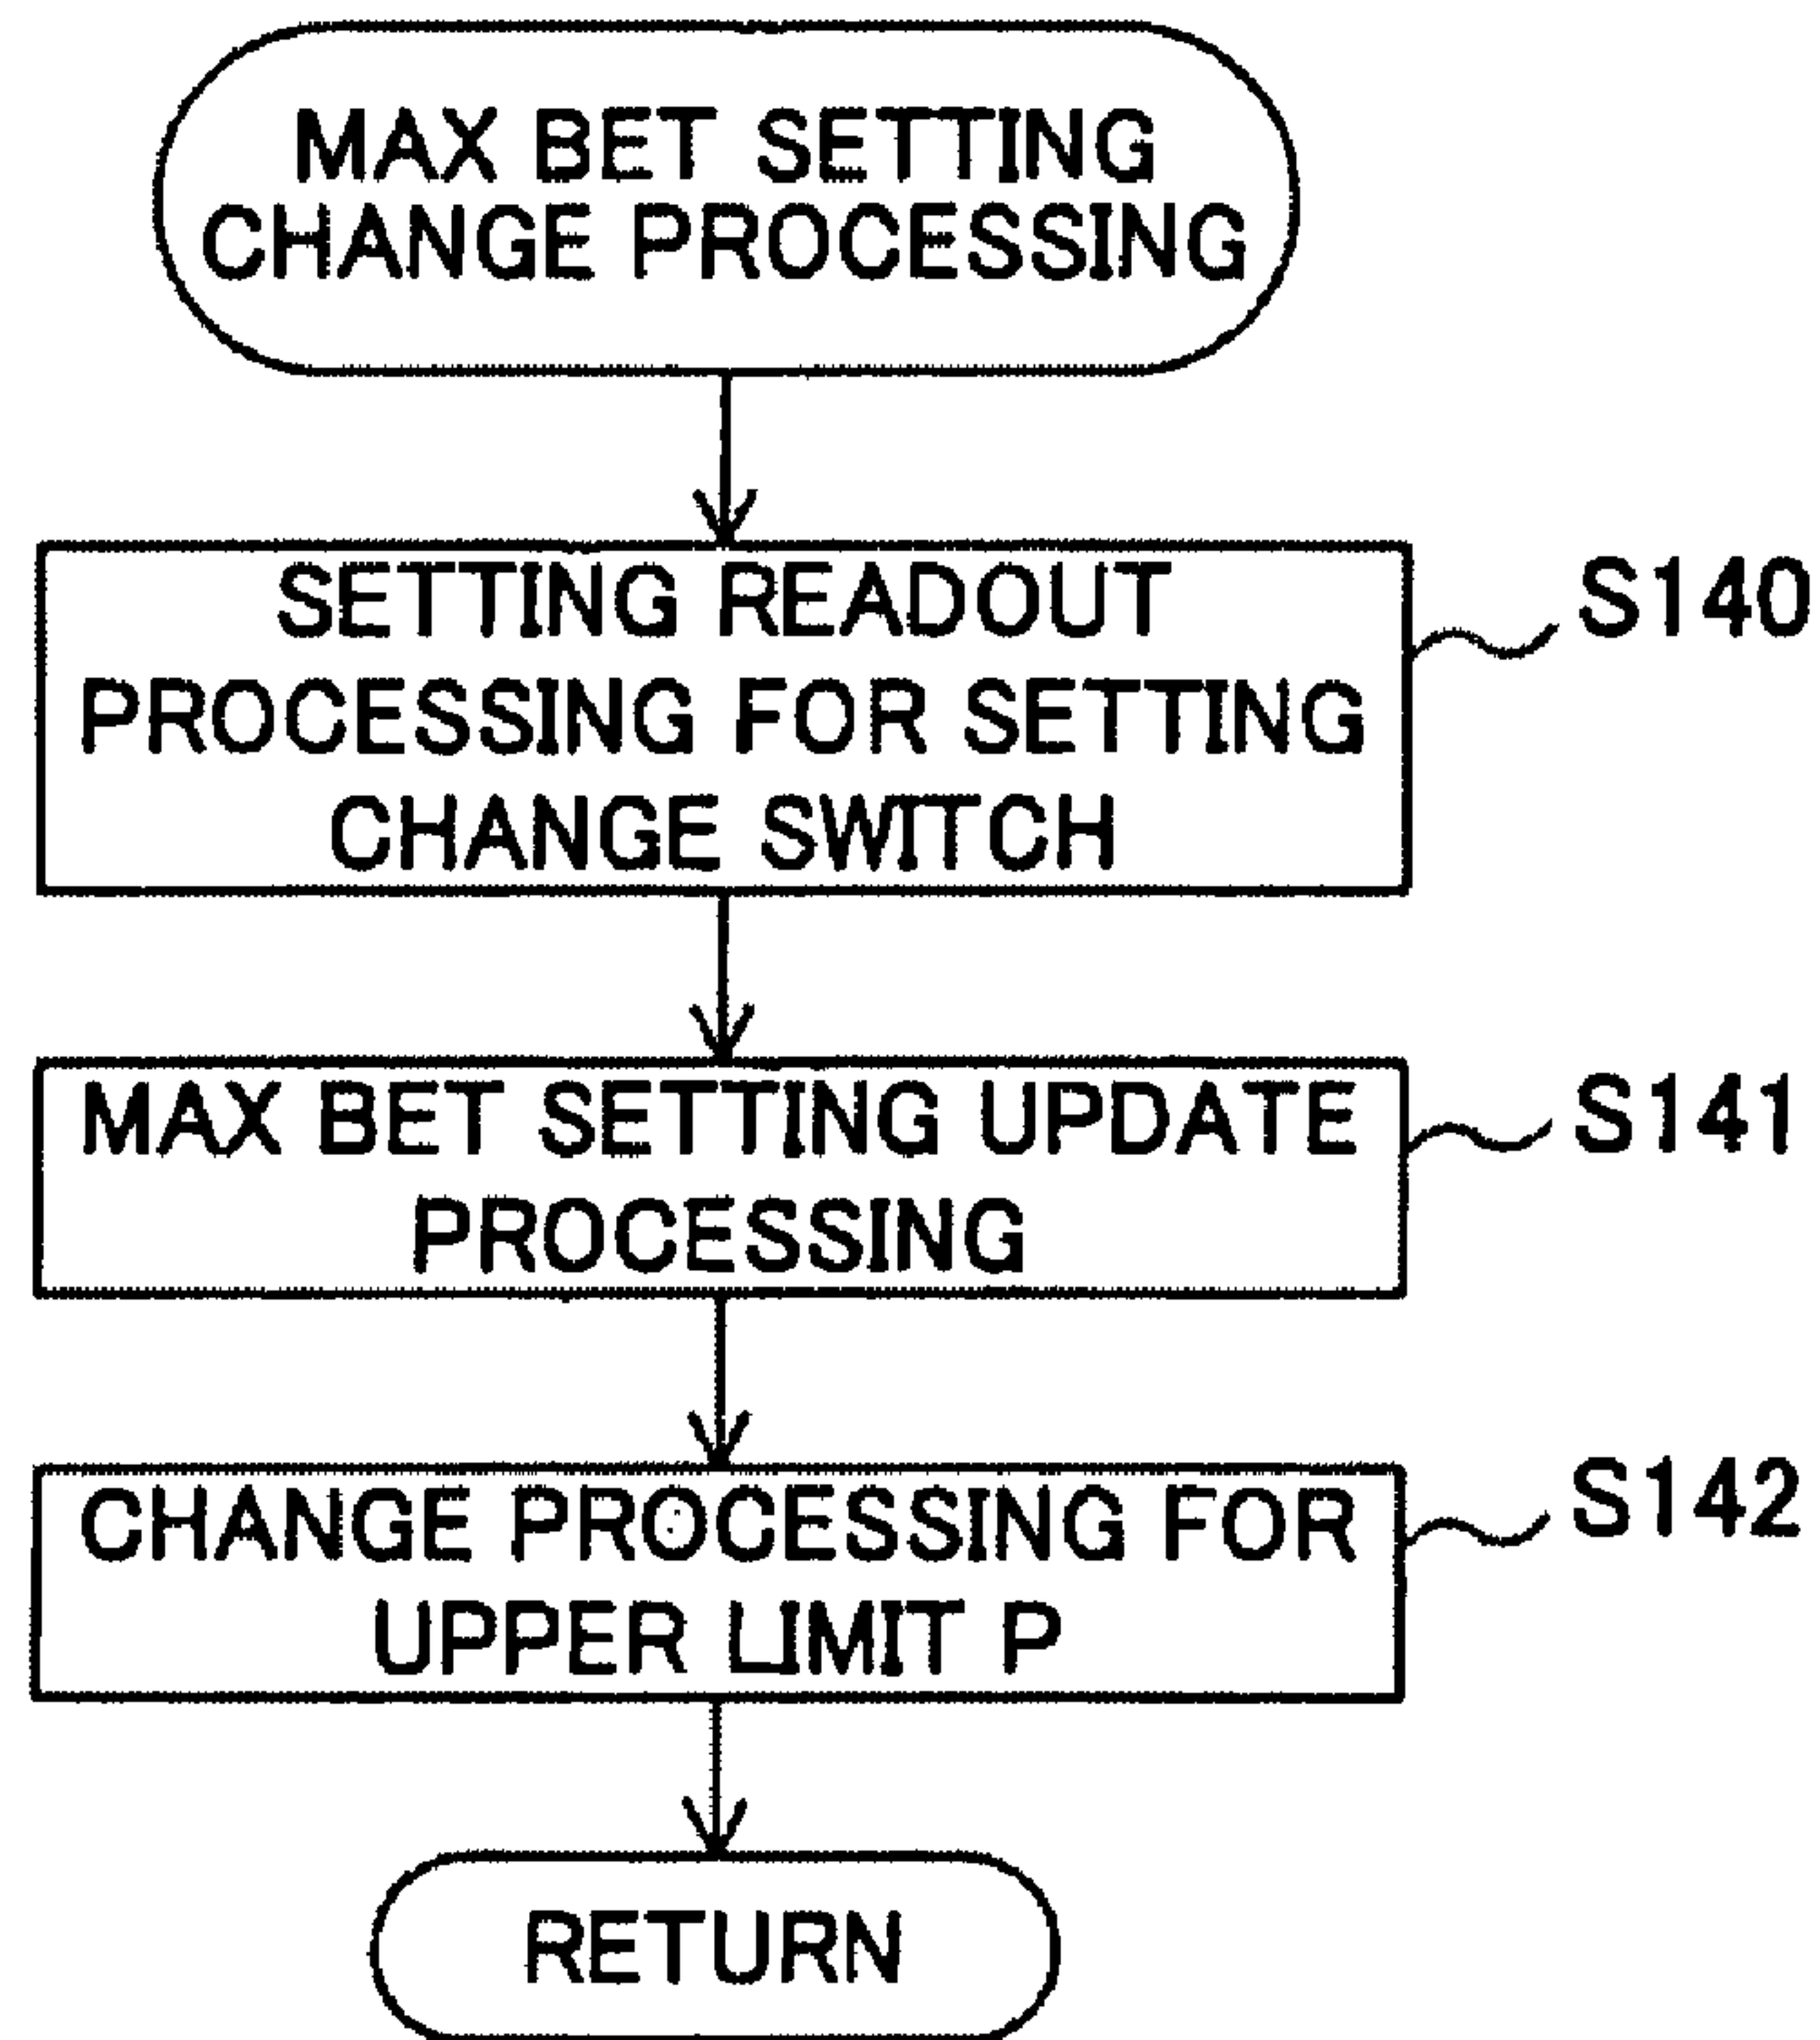 MAX BET SETTING
CHANGE PROCESSING
SETTING READOUT
PROCESSING FOR SETTING
CHANGE SWITCH
S140
MAX BET SETTING UPDATE
PROCESSING
S141
CHANGE PROCESSING FOR
UPPER LIMIT P
S142
RETURN